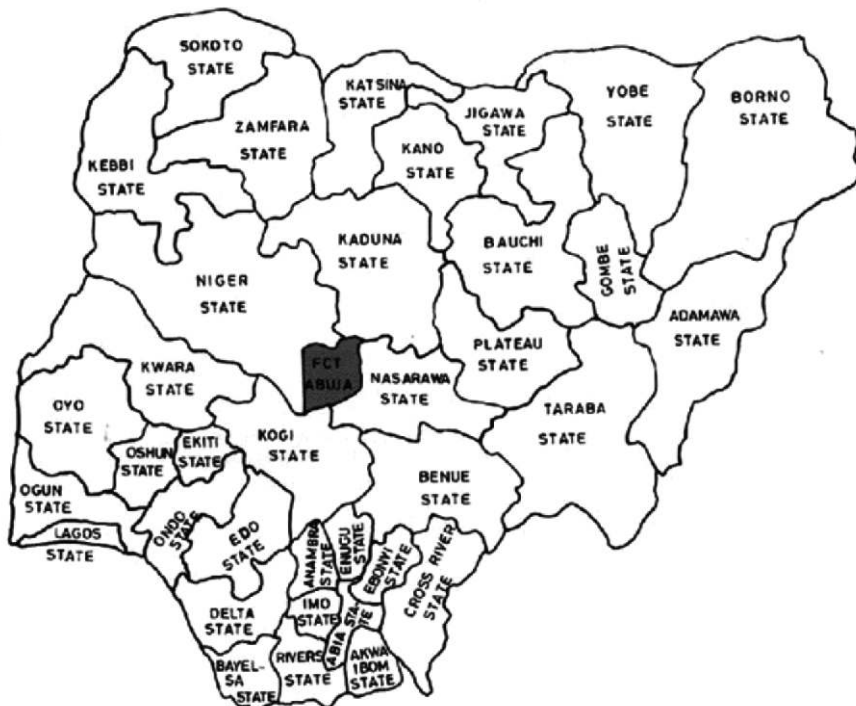 SOKOTO
STATE
KATSINA
STATE
JIGAWA
STATE
YOBE
STATE
BORNO
STATE
ZAMFARA
STATE
KANO
STATE
KEBBI
STATE
KADUNA
STATE
BAUCHI
STATE
GOMBE
STATE
NIGER
STATE
ADAMAWA
STATE
PLATEAU
STATE
FCT
ABUJA
NASARAWA
STATE
KWARA
STATE
TARABA
STATE
OYO
STATE
OSHUN
STATE
EKITI
STATE
KOGI
STATE
BENUE
STATE
OGUN
STATE
LAGOS
STATE
ONDO
STATE
EDO
STATE
ANAMBRA
STATE
ENUGU
STATE
EBONYI
STATE
CROSS RIVER
STATE
DELTA
STATE
IMO
STATE
ABIA STA-
TE
BAYEL-
SA STATE
RIVERS
STATE
AKWA
IBOM
STATE